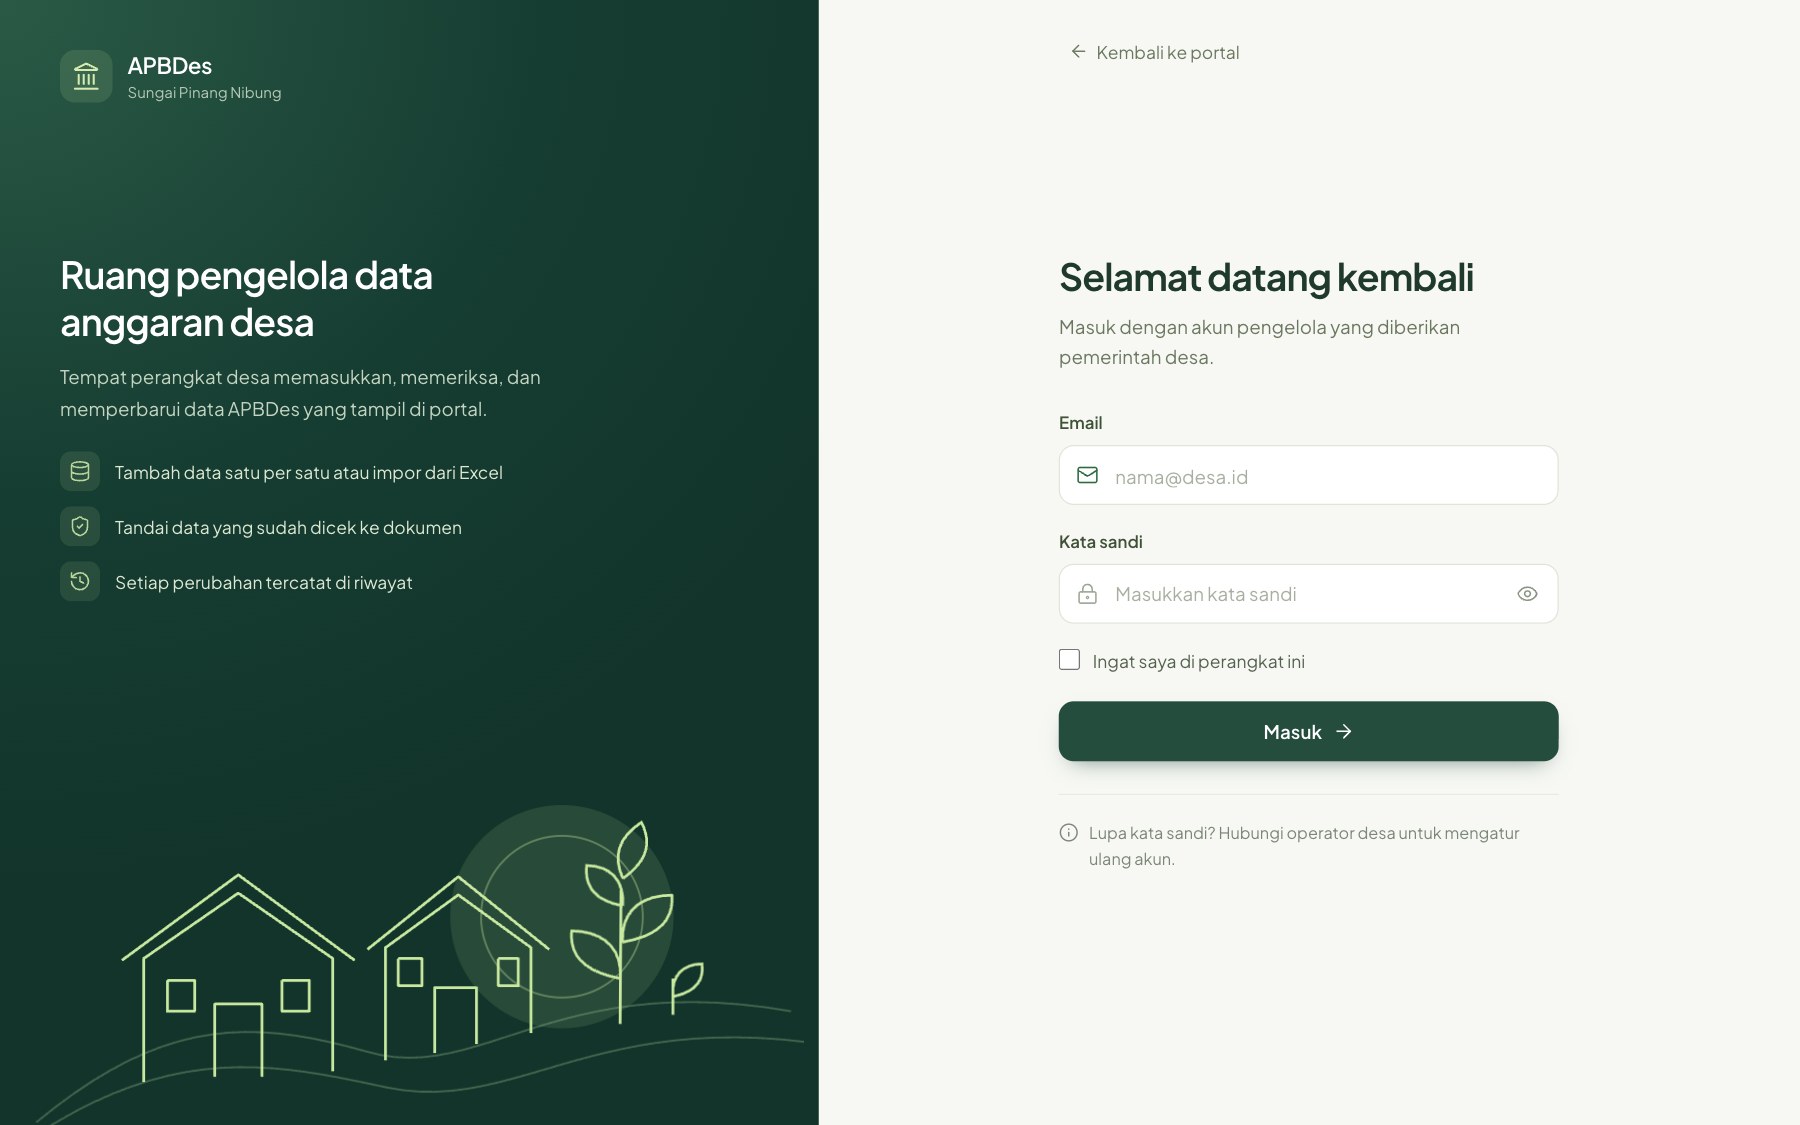 APBDes
Sungai Pinang Nibung
Ruang pengelola data
anggaran desa
Tempat perangkat desa memasukkan, memeriksa, dan
memperbarui data APBDes yang tampil di portal.
Tambah data satu per satu atau impor dari Excel
Tandai data yang sudah dicek ke dokumen
Setiap perubahan tercatat di riwayat
Kembali ke portal
Selamat datang kembali
Masuk dengan akun pengelola yang diberikan
pemerintah desa.
Email
nama@desa.id
Kata sandi
Masukkan kata sandi
Ingat saya di perangkat ini
Masuk
Lupa kata sandi? Hubungi operator desa untuk mengatur
ulang akun.